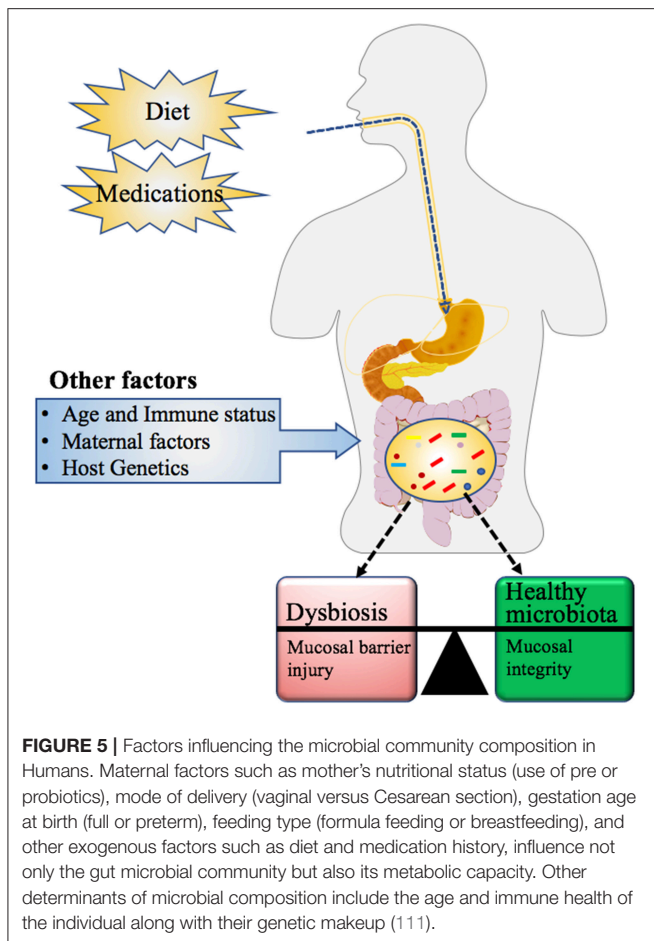 Diet
Medications
Other factors
• Age and Immune status
• Maternal factors
• Host Genetics
Dysbiosis
Mucosal barrier
injury
Healthy
microbiota
Mucosal
integrity
FIGURE 5 | Factors influencing the microbial community composition in
Humans. Maternal factors such as mother's nutritional status (use of pre or
probiotics), mode of delivery (vaginal versus Cesarean section), gestation age
at birth (full or preterm), feeding type (formula feeding or breastfeeding), and
other exogenous factors such as diet and medication history, influence not
only the gut microbial community but also its metabolic capacity. Other
determinants of microbial composition include the age and immune health of
the individual along with their genetic makeup (111).